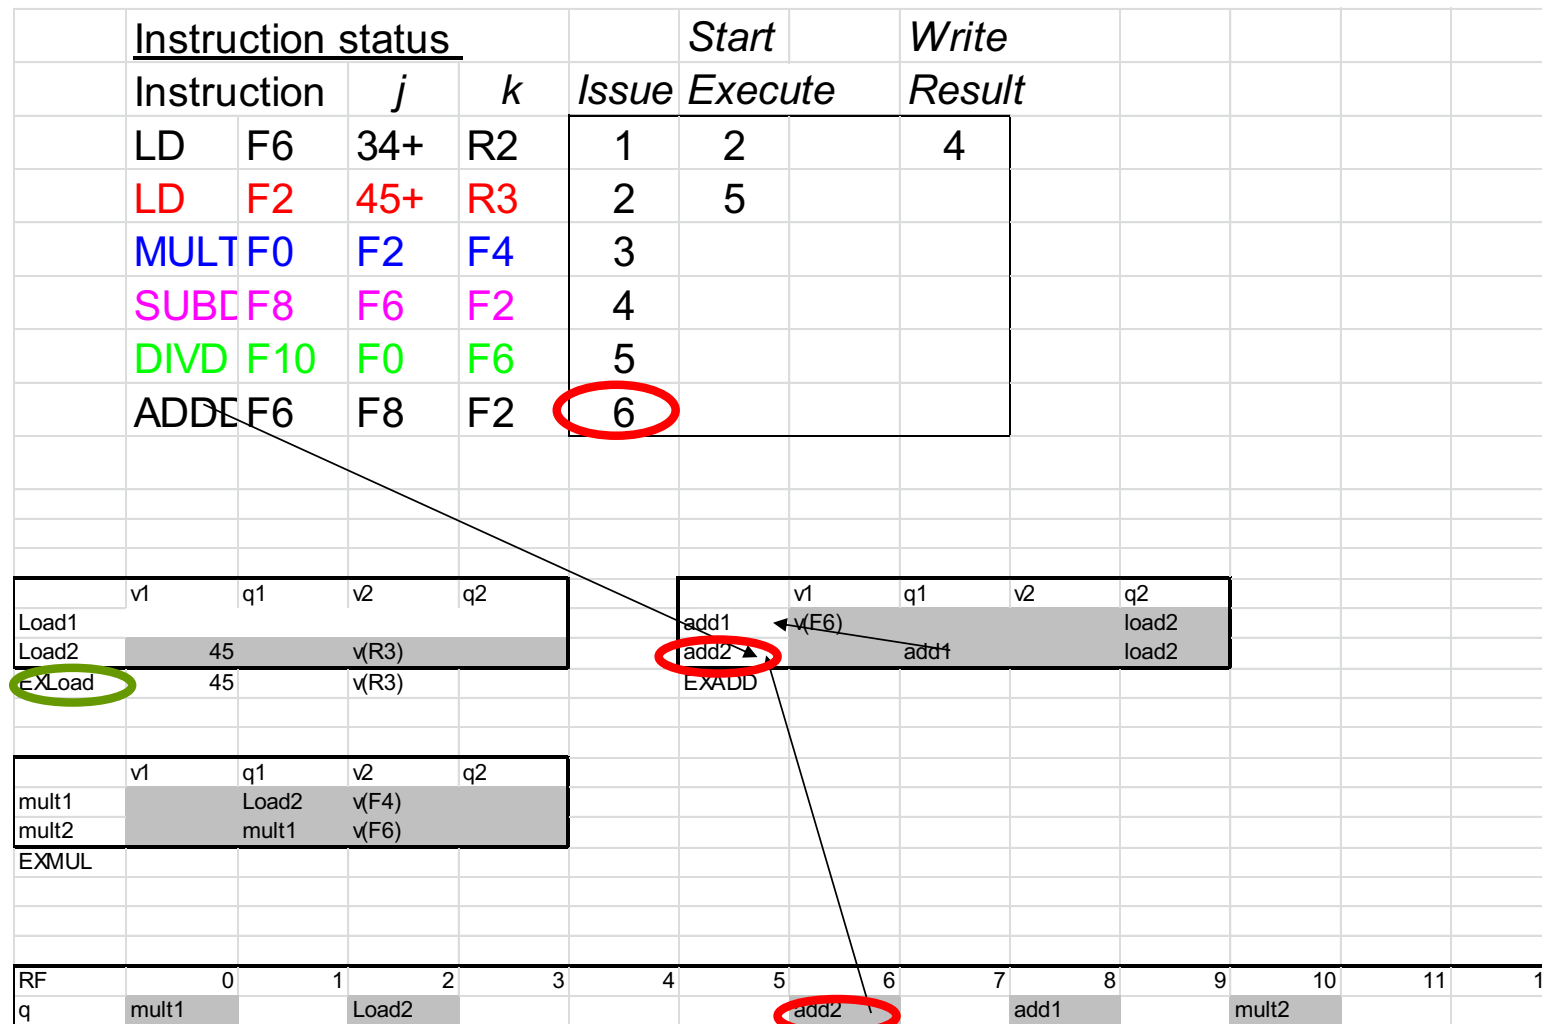 Instruction status Start Write
Instruction j k Issue Execute Result
LD F6 34+ R2 1 2 4
LD F2 45+ R3 2 5
MULT F0 F2 F4 3
SUBD F8 F6 F2 4
DIVD F10 F0 F6 5
ADDD F6 F8 F2 6
v1 q1 v2 q2 v1 q1 v2 q2
Load1 add1 v(F6) load2
Load2 45 v(R3) add2 add1 load2
EXLoad 45 v(R3) EXADD
v1 q1 v2 q2
mult1 Load2 v(F4)
mult2 mult1 v(F6)
EXMUL
RF 0 1 2 3 4 5 6 7 8 9 10 11 1
q mult1 Load2 add2 add1 mult2